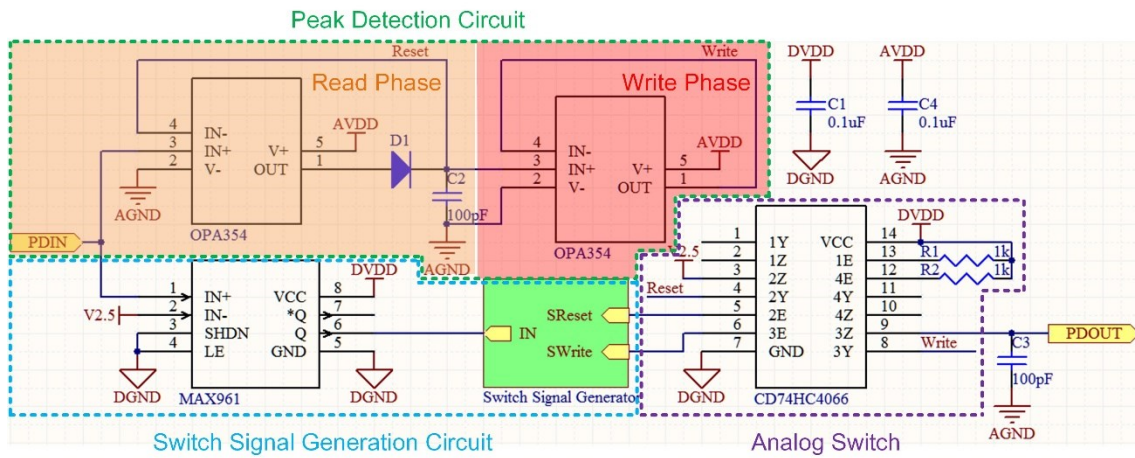 Peak Detection Circuit
Reset
Read Phase
Write
Write Phase
DVDD
AVDD
C1
0.1uF
C4
0.1uF
DGND
AGND
4 IN-
3 IN+
2 V-
V+ 5
OUT 1
AVDD
D1
C2
100pF
AGND
OPA354
AGND
PDIN
4 IN-
3 IN+
2 V-
V+ 5
OUT 1
AVDD
OPA354
V2.5
1 IN+
2 IN-
3 SHDN
4 LE
VCC 8
*Q 7
Q 6
GND 5
DVDD
DGND
DGND
MAX961
IN
SReset
SWrite
Switch Signal Generator
V2.5
Reset
1 1Y
2 1Z
3 2Z
4 2Y
5 2E
6 3E
7 GND
VCC 14
1E 13
4E 12
4Y 11
4Z 10
3Z 9
3Y 8
DVDD
R1 1k
R2 1k
Write
DGND
CD74HC4066
C3
100pF
AGND
PDOUT
Switch Signal Generation Circuit
Analog Switch